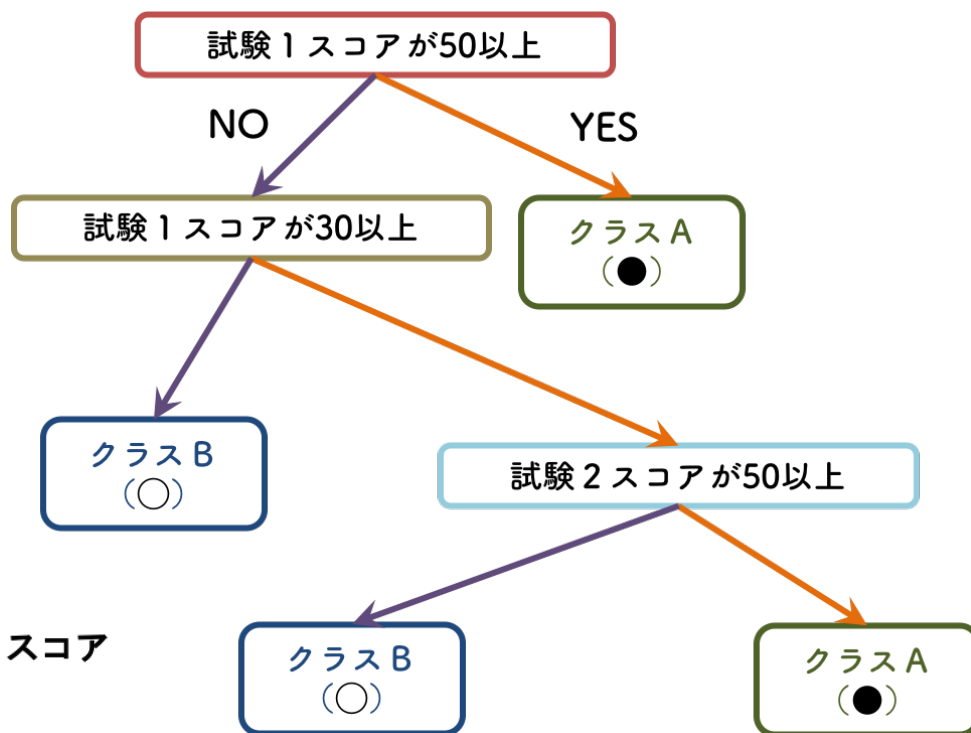 試験1スコアが50以上
NO
YES
試験1スコアが30以上
クラスA
(●)
クラスB
(○)
試験2スコアが50以上
スコア
クラスB
(○)
クラスA
(●)